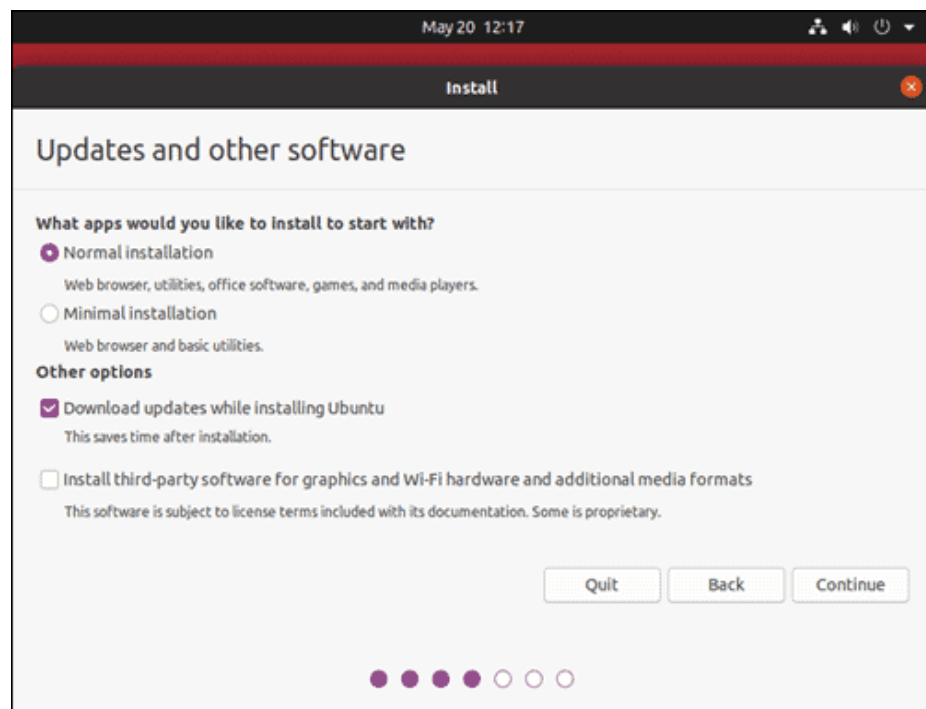 May 20 12:17
Install
Updates and other software
What apps would you like to install to start with?
Normal installation
Web browser, utilities, office software, games, and media players.
Minimal installation
Web browser and basic utilities.
Other options
Download updates while installing Ubuntu
This saves time after installation.
Install third-party software for graphics and Wi-Fi hardware and additional media formats
This software is subject to license terms included with its documentation. Some is proprietary.
Quit Back Continue